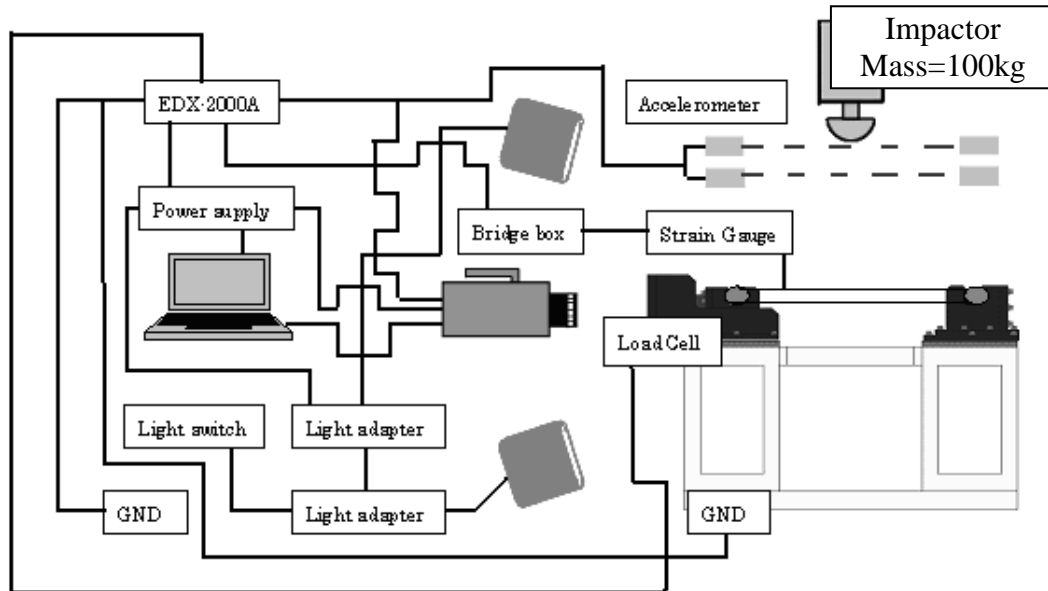 Impactor
Mass=100kg
EDX-2000A
Accelerometer
Power supply
Bridge box
Strain Gauge
Load Cell
Light switch
Light adapter
GND
Light adapter
GND